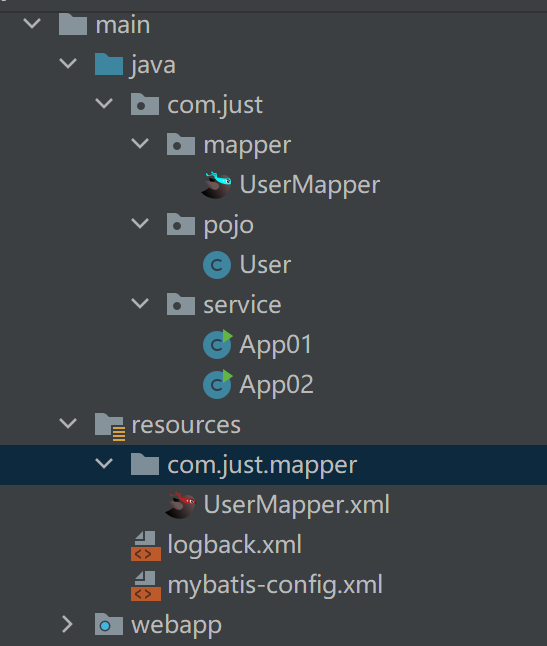 main
java
com.just
mapper
UserMapper
pojo
C User
service
C App01
C App02
resources
com.just.mapper
UserMapper.xml
<> logback.xml
<> mybatis-config.xml
webapp